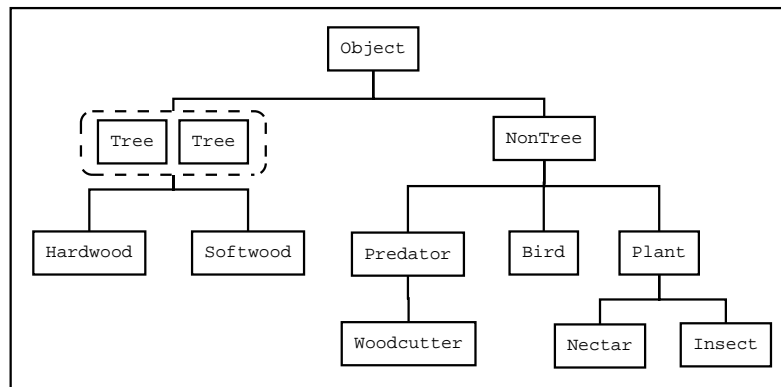 Object
Tree Tree
NonTree
Hardwood
Softwood
Predator
Bird
Plant
Woodcutter
Nectar
Insect